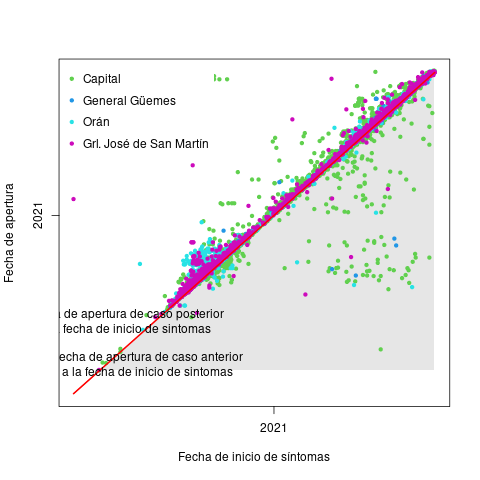 Capital
General Güemes
Orán
Grl. José de San Martín
2021
Fecha de apertura
de apertura de caso posterior
fecha de inicio de síntomas
echa de apertura de caso anterior
a la fecha de inicio de sintomas
2021
Fecha de inicio de síntomas